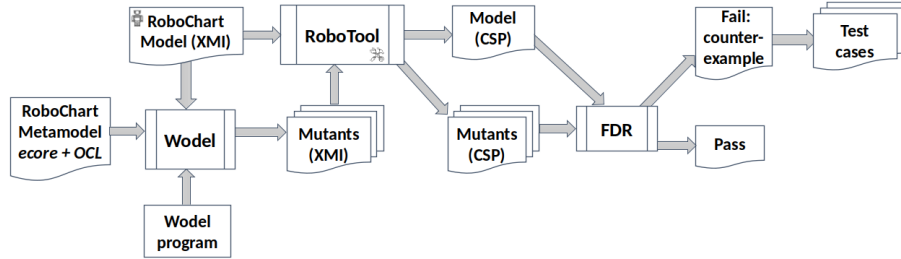 RoboChart
Model (XMI)
RoboTool
Model
(CSP)
Fail:
counter-
example
Test
cases
RoboChart
Metamodel
ecore + OCL
Wodel
Mutants
(XMI)
Mutants
(CSP)
FDR
Pass
Wodel
program